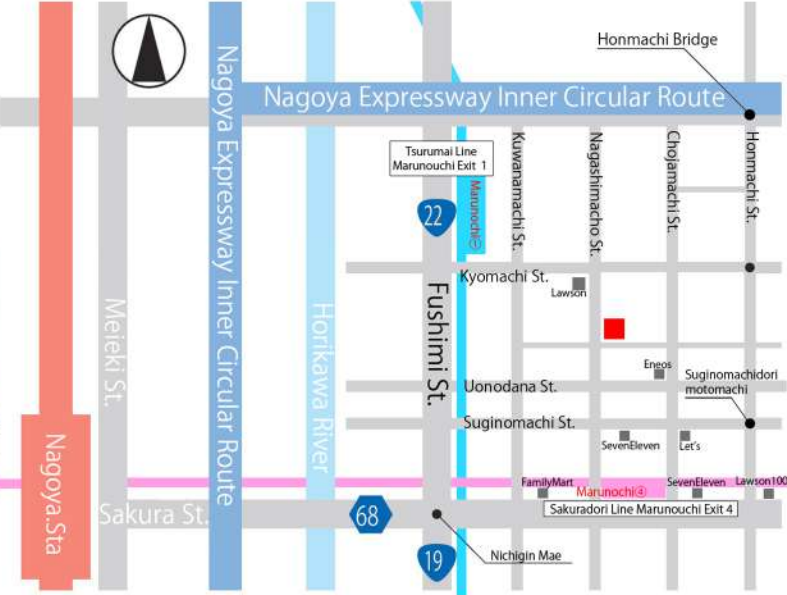 Honmachi Bridge
Nagoya Expressway Inner Circular Route
Nagoya Expressway Inner Circular Route
Tsurumai Line
Marunouchi Exit 1
Marunochi①
Kuwanamachi St.
Nagashimacho St.
Chojamachi St.
Honmachi St.
22
Kyomachi St.
Lawson
Meieki St.
Horikawa River
Fushimi St.
Eneos
Suginomachidori
motomachi
Uonodana St.
Suginomachi St.
SevenEleven
Let's
Nagoya.Sta
FamilyMart
Marunochi④
SevenEleven
Lawson100
Sakura St.
68
Sakuradori Line Marunouchi Exit 4
Nichigin Mae
19